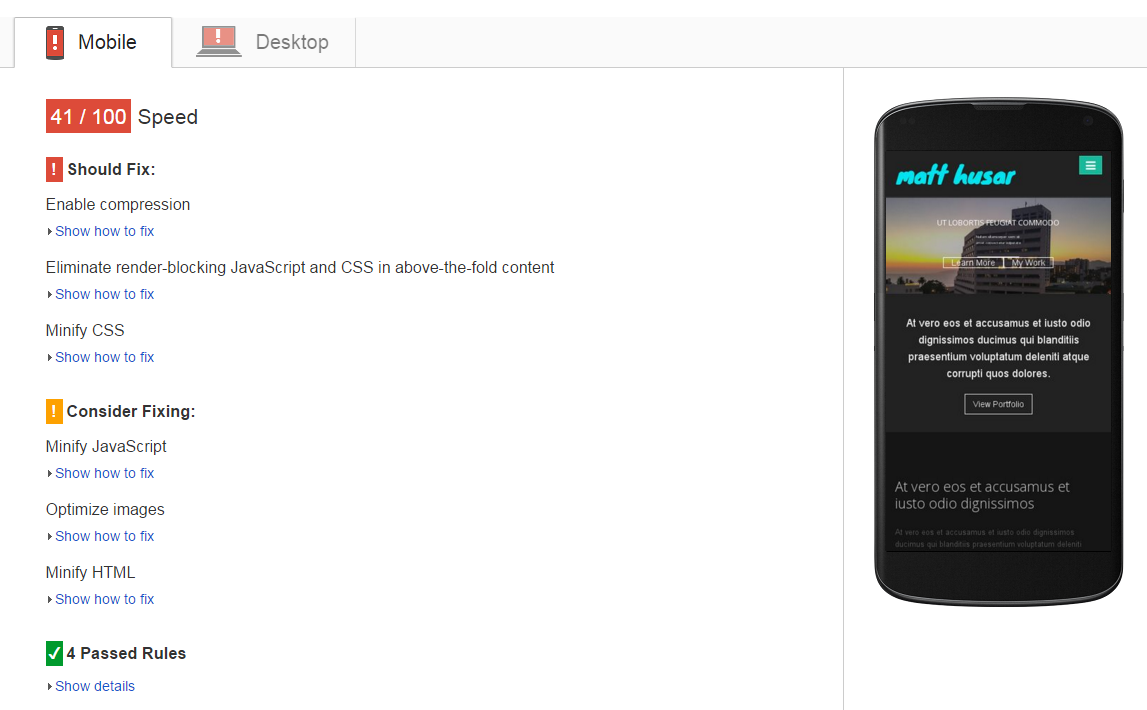 Mobile
Desktop
41 / 100 Speed
! Should Fix:
Enable compression
Show how to fix
Eliminate render-blocking JavaScript and CSS in above-the-fold content
Show how to fix
Minify CSS
Show how to fix
! Consider Fixing:
Minify JavaScript
Show how to fix
Optimize images
Show how to fix
Minify HTML
Show how to fix
4 Passed Rules
Show details
matt husar
UT LOBORTIS FEUGIAT COMMODO
Learn More
My Work
At vero eos et accusamus et iusto odio
dignissimos ducimus qui blanditiis
praesentium voluptatum deleniti atque
corrupti quos dolores.
View Portfolio
At vero eos et accusamus et
iusto odio dignissimos
At vero eos et accusamus et iusto odio dignissimos
ducimus qui blanditiis praesentium voluptatum deleniti